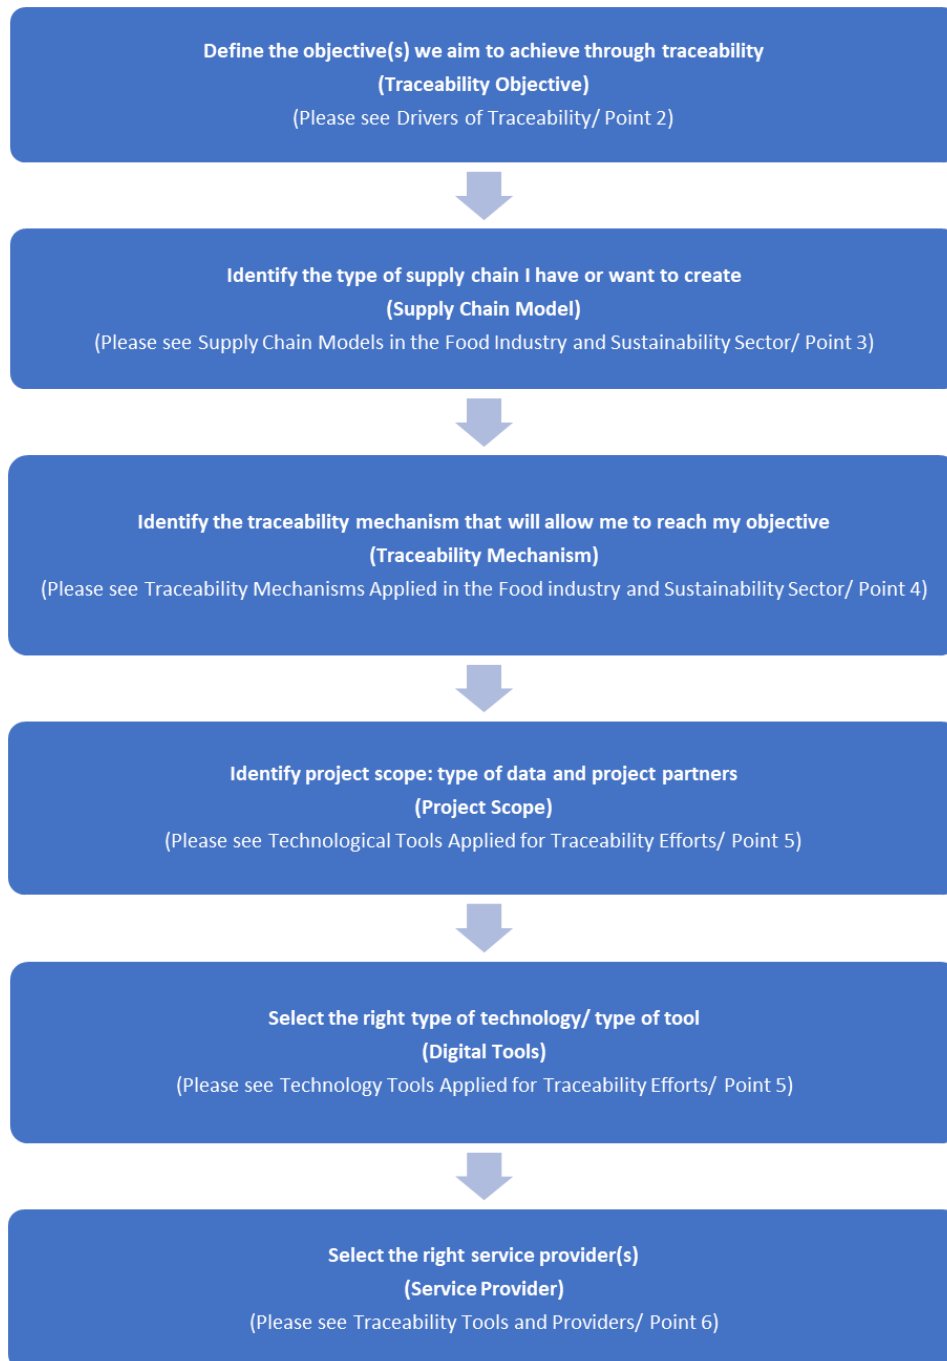 Define the objective(s) we aim to achieve through traceability
(Traceability Objective)
(Please see Drivers of Traceability/ Point 2)
Identify the type of supply chain I have or want to create
(Supply Chain Model)
(Please see Supply Chain Models in the Food Industry and Sustainability Sector/ Point 3)
Identify the traceability mechanism that will allow me to reach my objective
(Traceability Mechanism)
(Please see Traceability Mechanisms Applied in the Food industry and Sustainability Sector/ Point 4)
Identify project scope: type of data and project partners
(Project Scope)
(Please see Technological Tools Applied for Traceability Efforts/ Point 5)
Select the right type of technology/ type of tool
(Digital Tools)
(Please see Technology Tools Applied for Traceability Efforts/ Point 5)
Select the right service provider(s)
(Service Provider)
(Please see Traceability Tools and Providers/ Point 6)